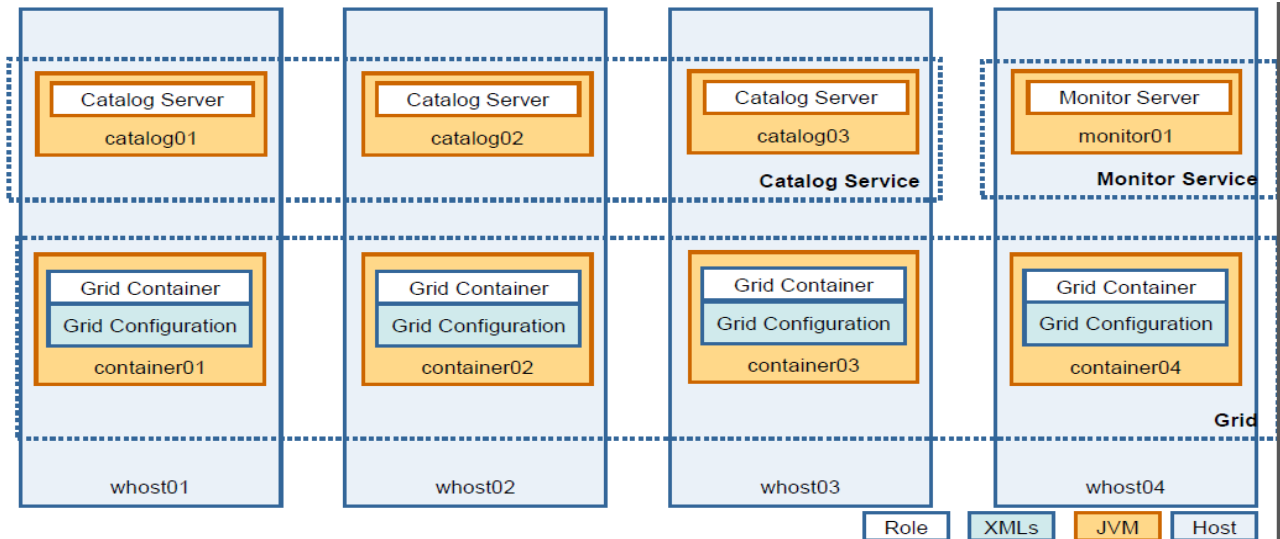 Catalog Server Catalog Server Catalog Server Monitor Server
catalog01 catalog02 catalog03 monitor01
Catalog Service Monitor Service
Grid Container Grid Container Grid Container Grid Container
Grid Configuration Grid Configuration Grid Configuration Grid Configuration
container01 container02 container03 container04
Grid
whost01 whost02 whost03 whost04
Role XMLs JVM Host